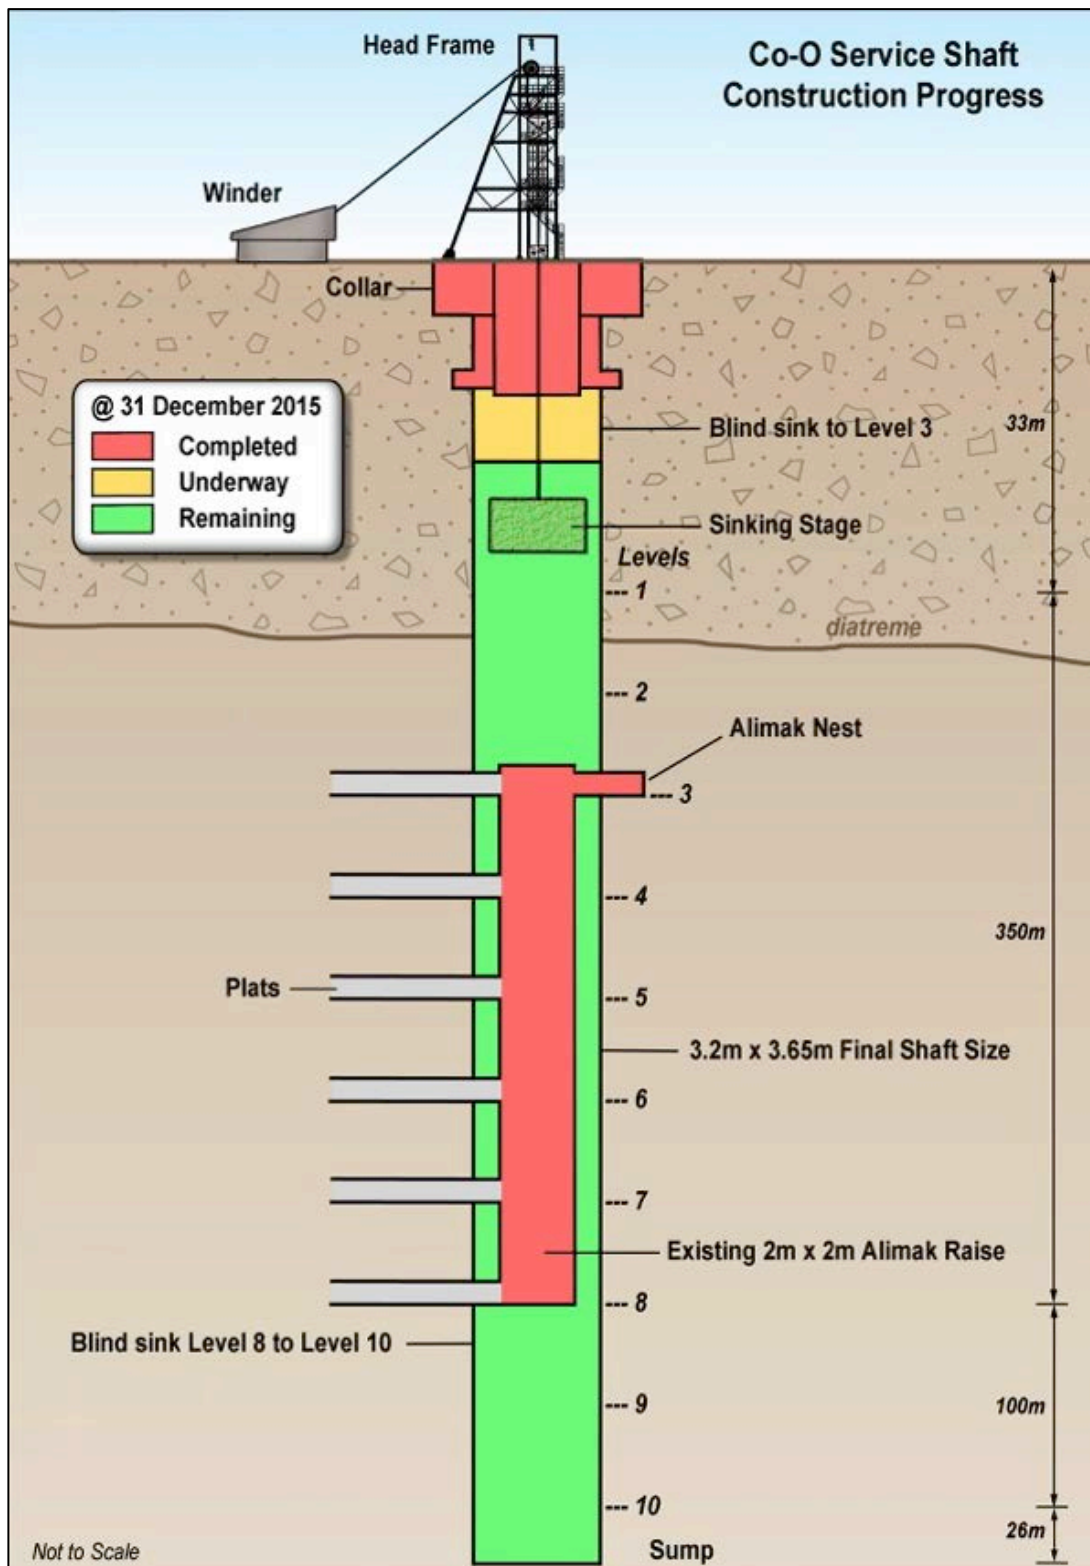 Head Frame
Co-O Service Shaft
Construction Progress
Winder
Collar
@ 31 December 2015
Completed
Underway
Remaining
Blind sink to Level 3
33m
Sinking Stage
Levels
--- 1
diatreme
--- 2
Alimak Nest
--- 3
--- 4
350m
Plats
--- 5
3.2m x 3.65m Final Shaft Size
--- 6
--- 7
Existing 2m x 2m Alimak Raise
--- 8
Blind sink Level 8 to Level 10
--- 9
100m
--- 10
26m
Not to Scale
Sump